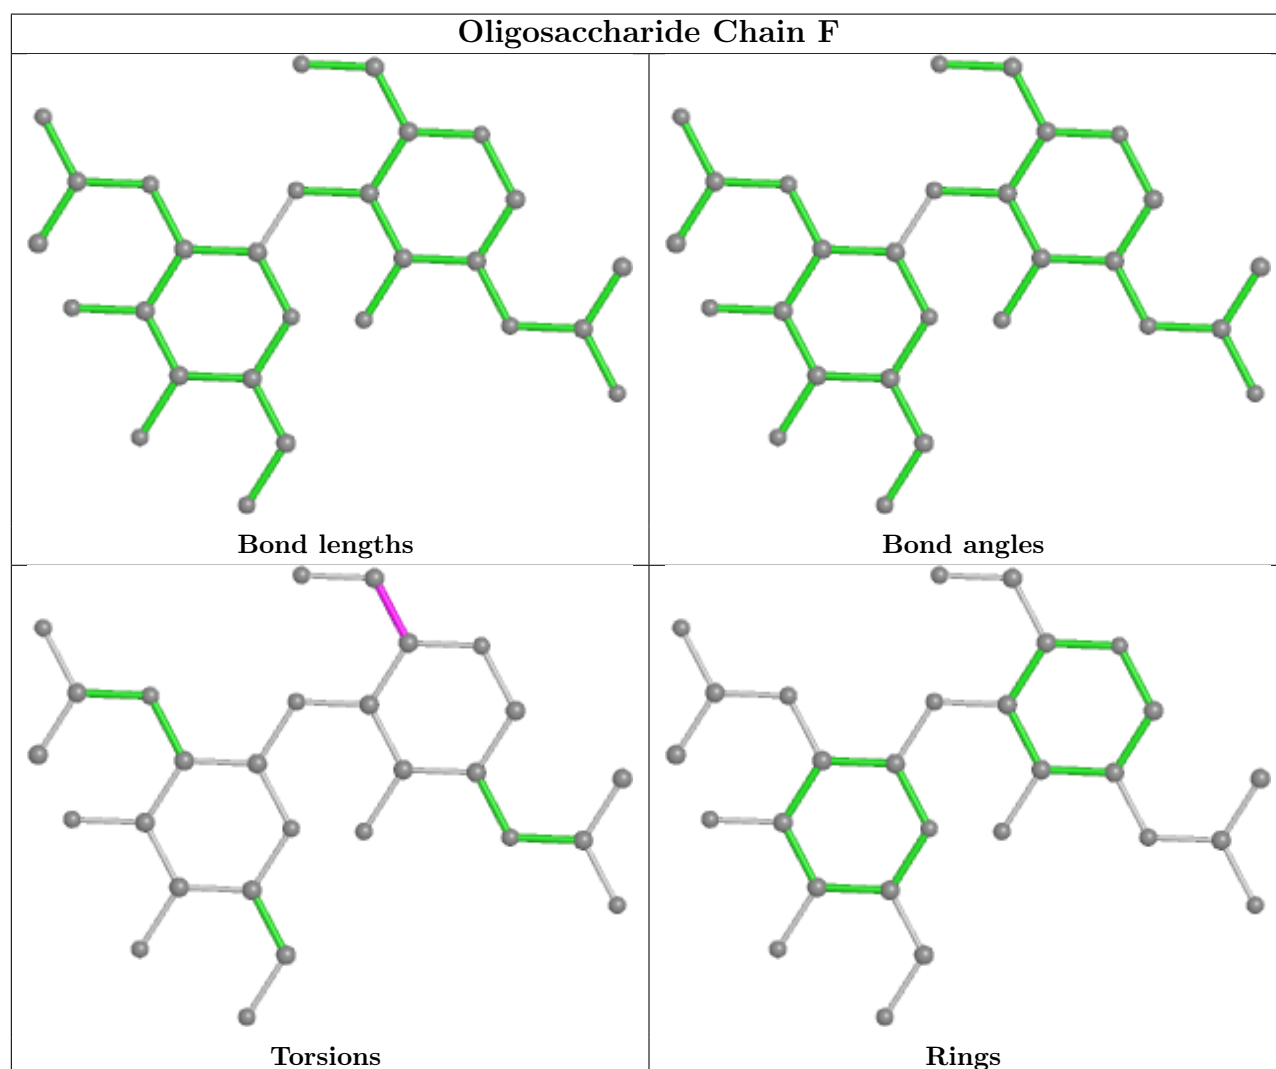 Oligosaccharide Chain F
Bond lengths
Bond angles
Torsions
Rings